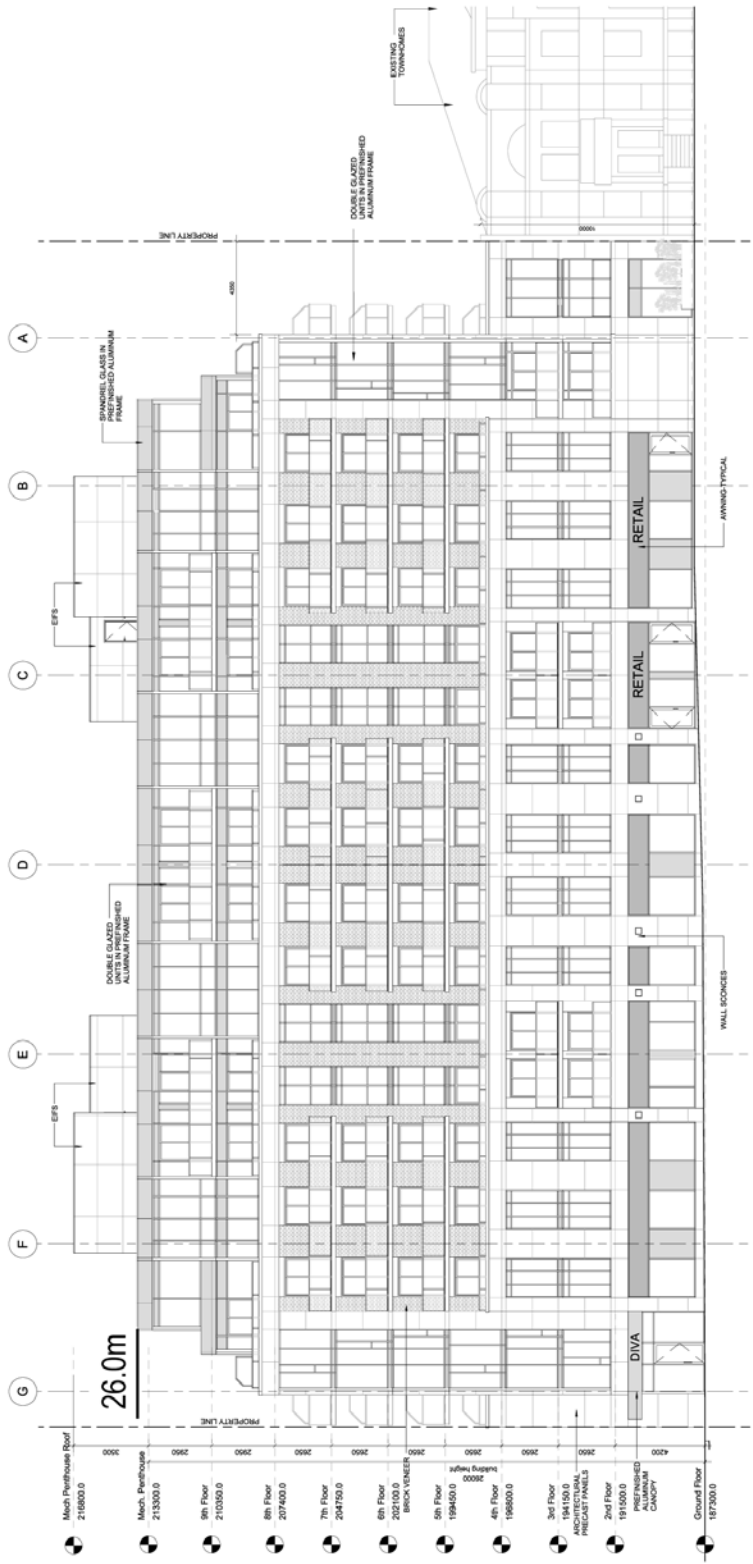 G
F
E
D
C
B
A
EIFS
EIFS
SPANDREL GLASS IN
PREFINISHED ALUMINUM
FRAME
DOUBLE GLAZED
UNITS IN PREFINISHED
ALUMINUM FRAME
26.0m
PROPERTY LINE
PROPERTY LINE
4350
DOUBLE GLAZED
UNITS IN PREFINISHED
ALUMINUM FRAME
EXISTING
TOWNHOMES
10000
Mech Penthouse Roof
216800.0
3500
Mech. Penthouse
213300.0
2950
9th Floor
210350.0
2950
8th Floor
207400.0
2650
7th Floor
204750.0
2650
6th Floor
202100.0
BRICK VENEER
2650
5th Floor
199450.0
2650
4th Floor
196800.0
2650
3rd Floor
194150.0
ARCHITECTURAL
PRECAST PANELS
2650
2nd Floor
191500.0
PREFINISHED
ALUMINUM
CANOPY
4200
Ground Floor
187300.0
26000
building height
DIVA
RETAIL
RETAIL
WALL SCONCES
AWNING-TYPICAL